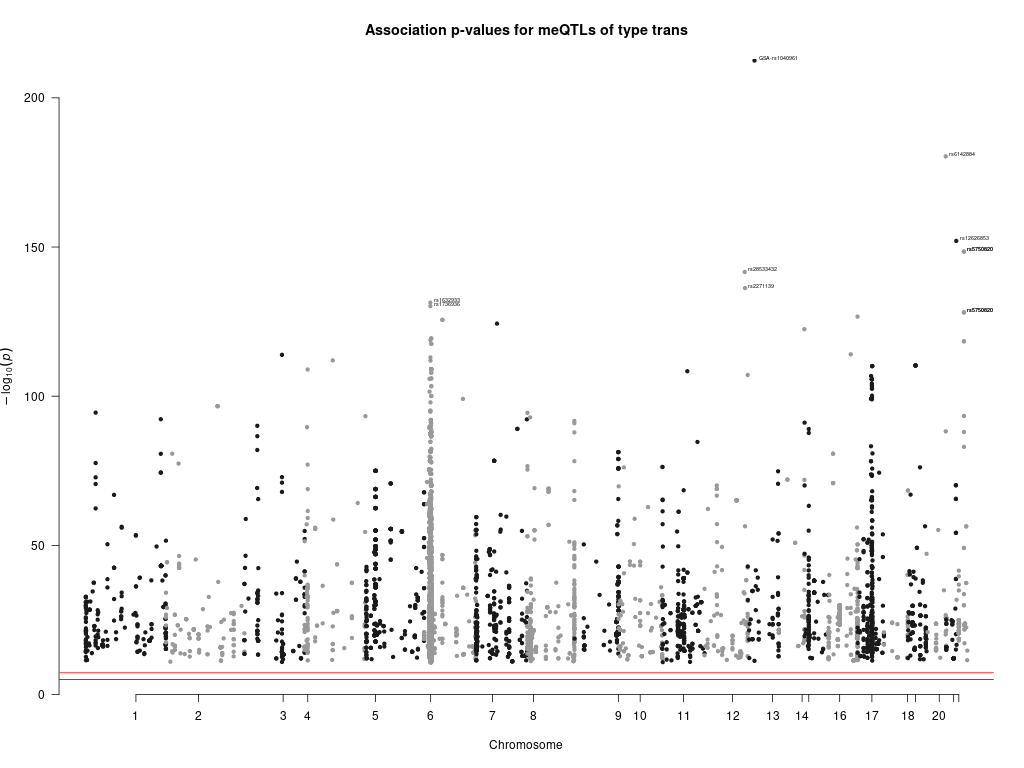 Association p-values for meQTLs of type trans
GSA-rs1040961
200
rs6142884
rs12626853
150
rs5750820
rs28533432
rs2271139
rs1632933
rs5750820
100
− log10(p)
50
0
1 2 3 4 5 6 7 8 9 10 11 12 13 14 16 17 18 20
Chromosome